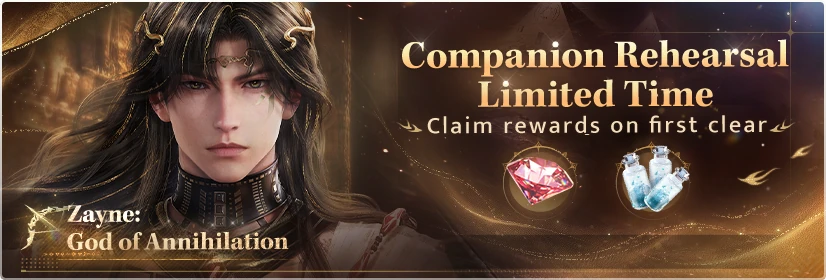 Companion Rehearsal
Limited Time
Claim rewards on first clear
Zayne:
God of Annihilation